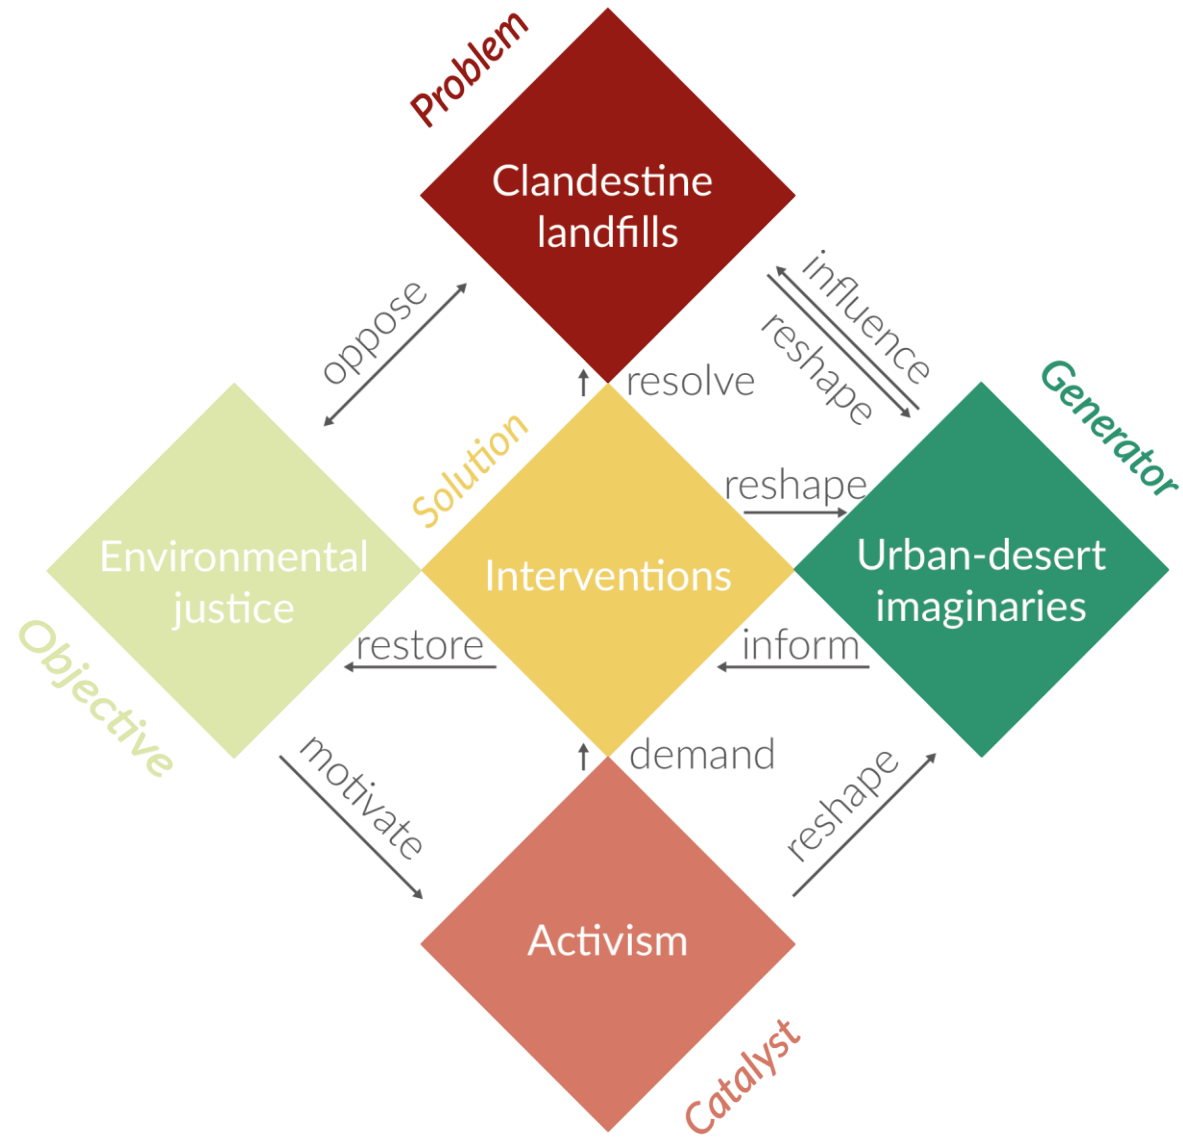 Problem
Clandestine
landfills
oppose
influence
reshape
resolve
Generator
Solution
reshape
Environmental
justice
Interventions
Urban-desert
imaginaries
Objective
restore
inform
motivate
demand
reshape
Activism
Catalyst